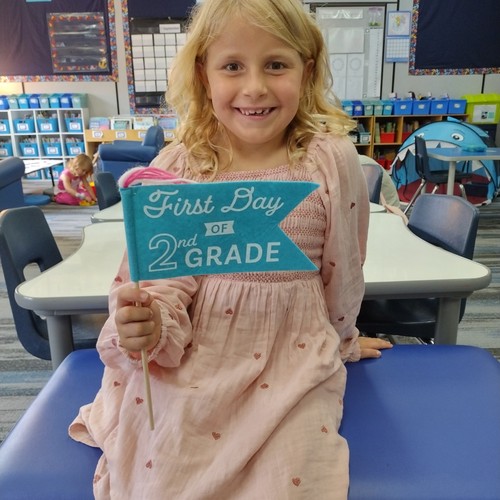 First Day
OF
2nd GRADE